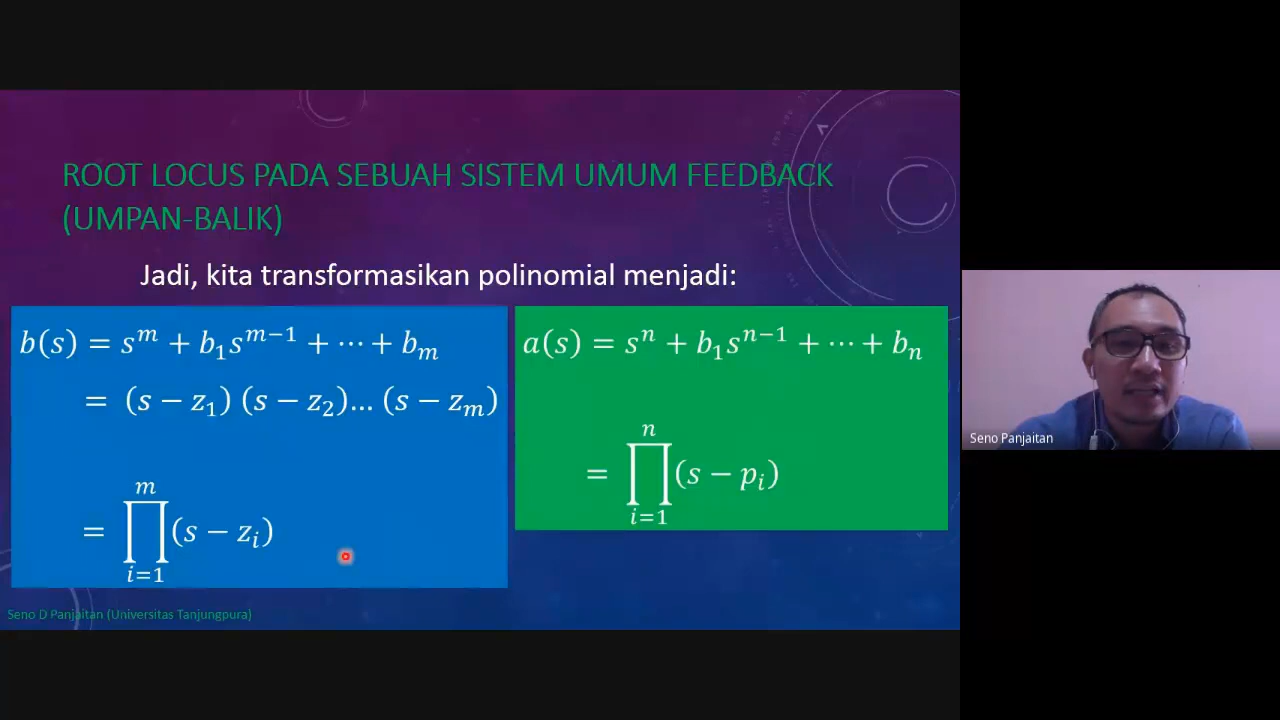 ROOT LOCUS PADA SEBUAH SISTEM UMUM FEEDBACK
(UMPAN-BALIK)
Jadi, kita transformasikan polinomial menjadi:
b(s) = s^m + b_1 s^{m-1} + ⋯ + b_m
= (s − z_1) (s − z_2)… (s − z_m)
= ∏_{i=1}^{m} (s − z_i)
a(s) = s^n + b_1 s^{n-1} + ⋯ + b_n
= ∏_{i=1}^{n} (s − p_i)
Seno D Panjaitan (Universitas Tanjungpura)
Seno Panjaitan